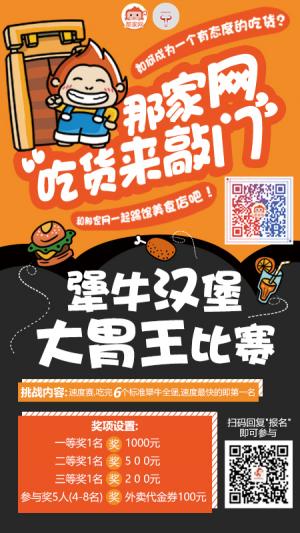 那家网
如何成为一个有态度的吃货?
那家网
“吃货来敲门”
和那家网一起踢馆美食店吧!
犀牛汉堡
大胃王比赛
挑战内容:速度赛,吃完6个标准犀牛全堡,速度最快的即第一名
奖项设置:
一等奖1名 奖 1000元
二等奖1名 奖 500元
三等奖1名 奖 200元
参与奖5人(4-8名) 奖 外卖代金券100元
扫码回复"报名"
即可参与